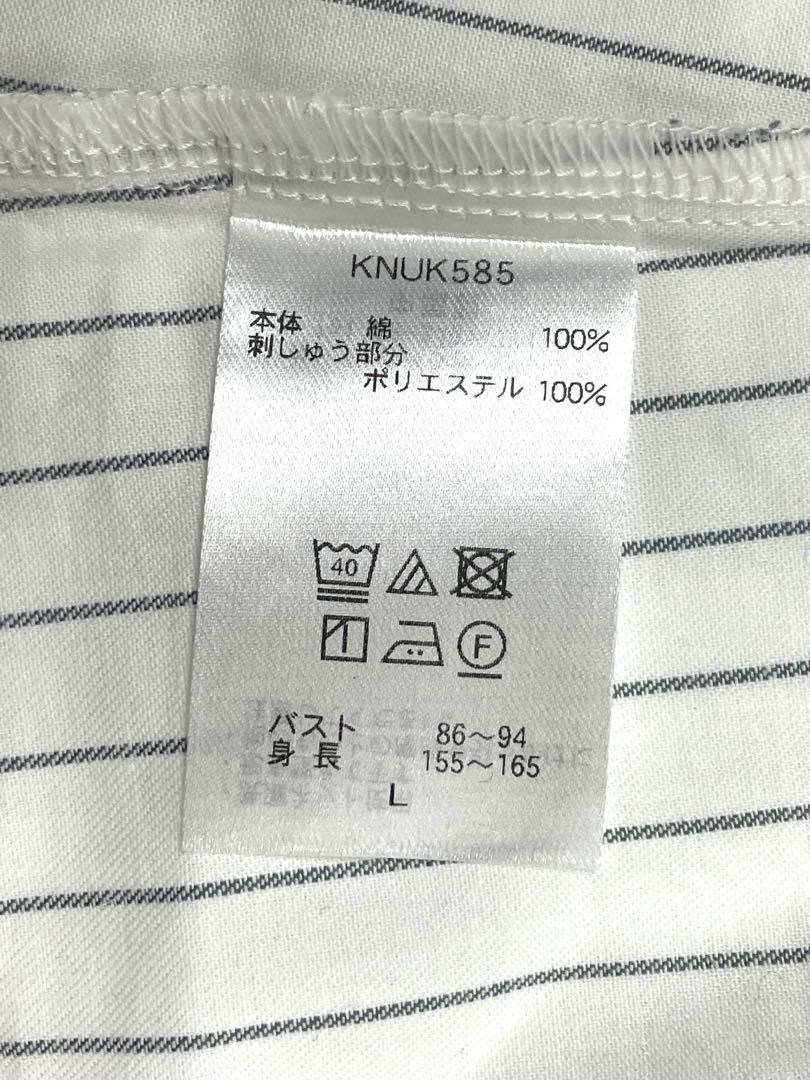 KNUK585
本体 綿 100%
刺しゅう部分
ポリエステル 100%
40
F
バスト 86～94
身長 155～165
L